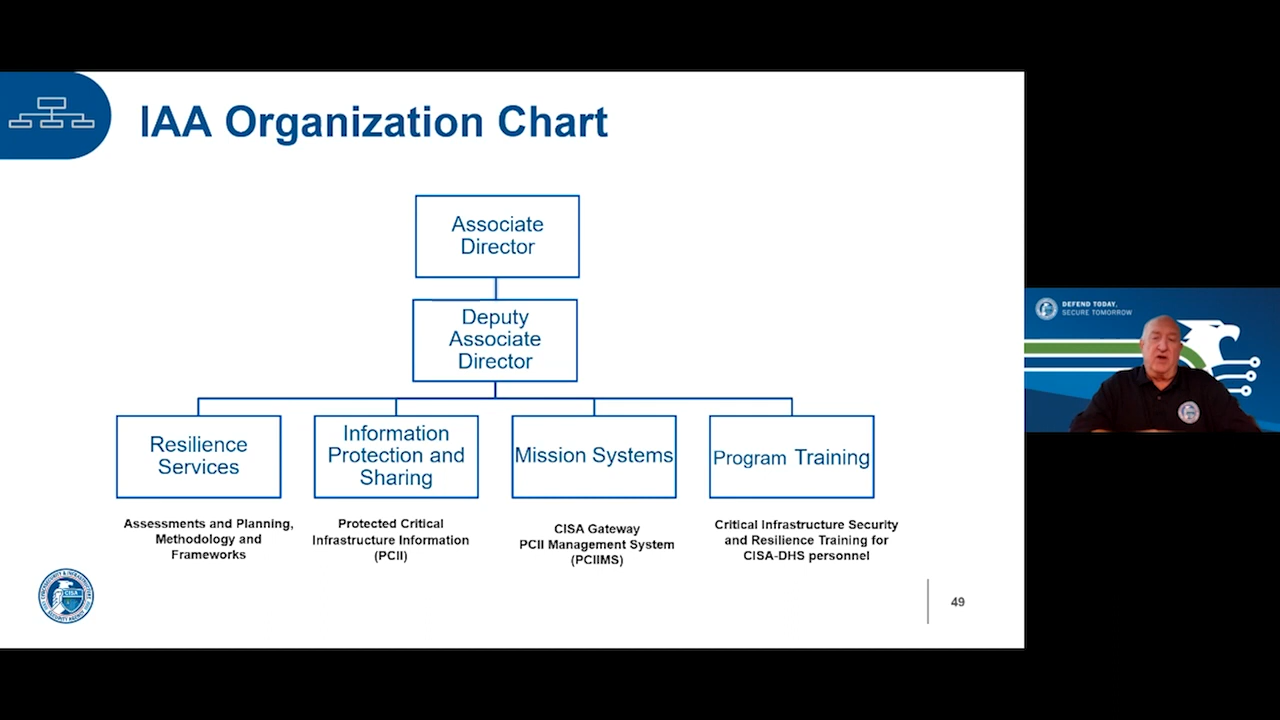 IAA Organization Chart
Associate
Director
Deputy
Associate
Director
Resilience
Services
Information
Protection and
Sharing
Mission Systems
Program Training
Assessments and Planning,
Methodology and
Frameworks
Protected Critical
Infrastructure Information
(PCII)
CISA Gateway
PCII Management System
(PCIIMS)
Critical Infrastructure Security
and Resilience Training for
CISA-DHS personnel
CISA
49
DEFEND TODAY,
SECURE TOMORROW